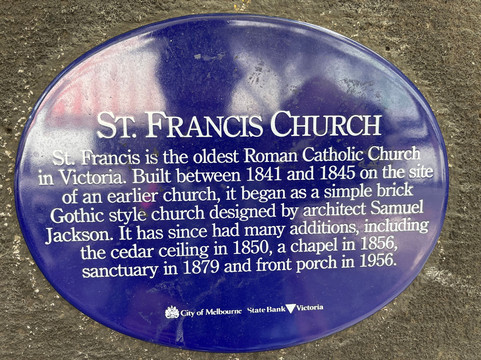 ST. FRANCIS CHURCH
St. Francis is the oldest Roman Catholic Church
in Victoria. Built between 1841 and 1845 on the site
of an earlier church, it began as a simple brick
Gothic style church designed by architect Samuel
Jackson. It has since had many additions, including
the cedar ceiling in 1850, a chapel in 1856,
sanctuary in 1879 and front porch in 1956.
City of Melbourne State Bank Victoria